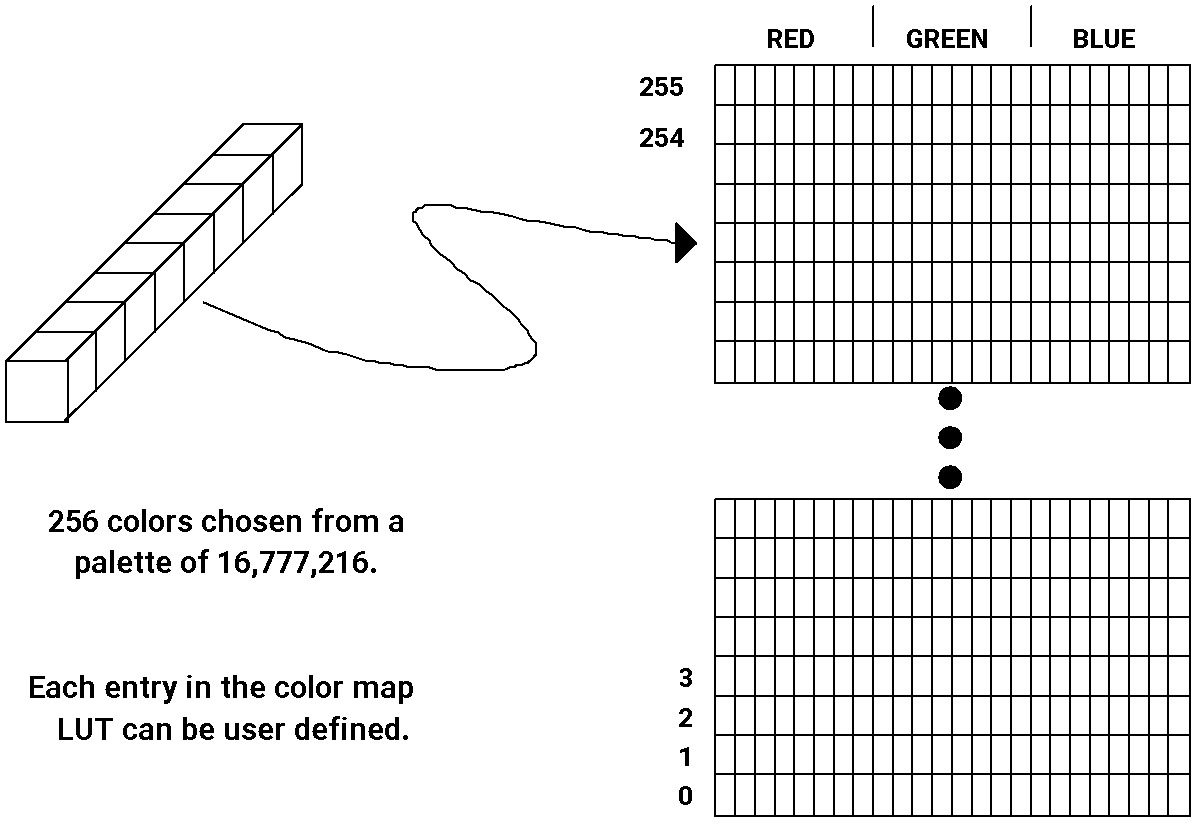 RED GREEN BLUE
255
254
256 colors chosen from a
palette of 16,777,216.
Each entry in the color map
LUT can be user defined.
3
2
1
0